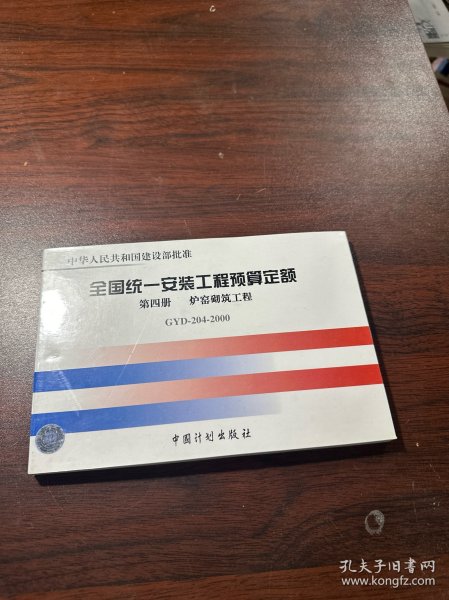 中华人民共和国建设部批准
全国统一安装工程预算定额
第四册 炉窑砌筑工程
GYD-204-2000
中国计划出版社
孔夫子旧书网
www.kongfz.com